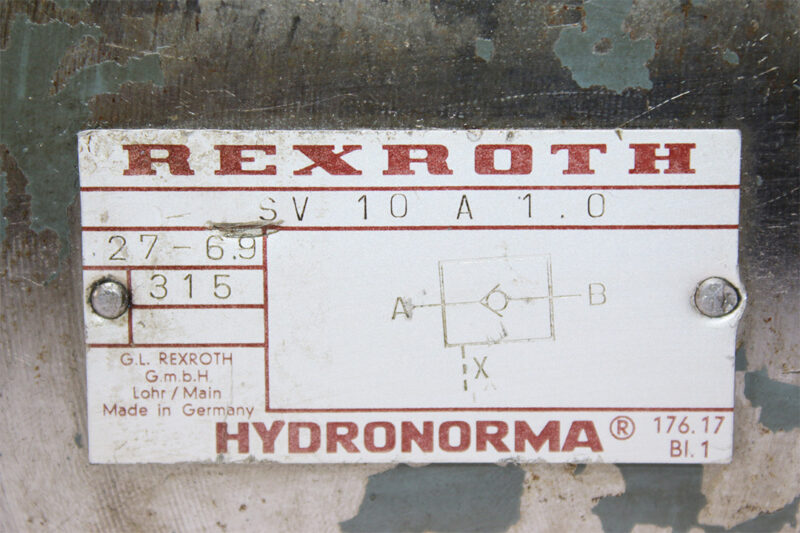 REXROTH
SV 10 A 1.0
27-6.9
315
A
B
X
G.L. REXROTH
G.m.b.H
Lohr / Main
Made in Germany
HYDRONORMA®
176.17
Bl.1